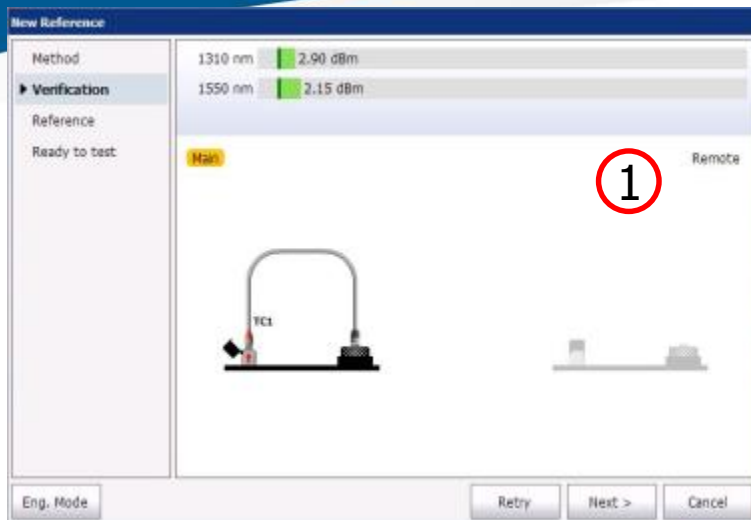 New Reference
Method
Verification
Reference
Ready to test
1310 nm 2.90 dBm
1550 nm 2.15 dBm
Main
Remote
1
TC1
Eng. Mode
Retry
Next >
Cancel